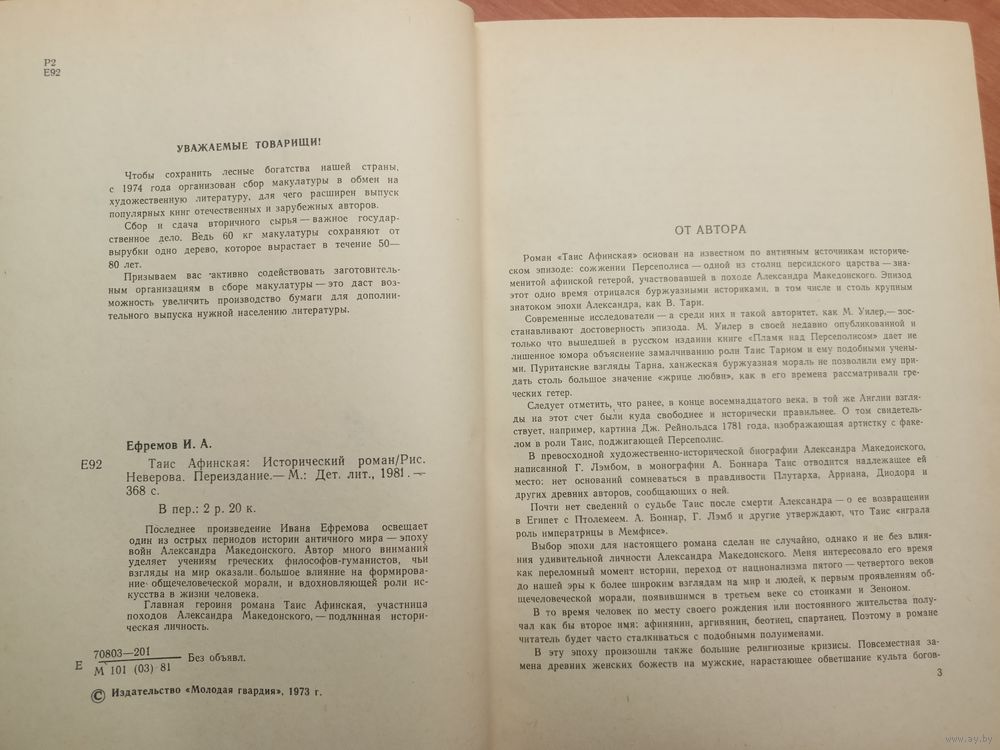 Р2
Е92
УВАЖАЕМЫЕ ТОВАРИЩИ!
Чтобы сохранить лесные богатства нашей страны,
с 1974 года организован сбор макулатуры в обмен на
художественную литературу, для чего расширен выпуск
популярных книг отечественных и зарубежных авторов.
Сбор и сдача вторичного сырья — важное государ-
ственное дело. Ведь 60 кг макулатуры сохраняют от
вырубки одно дерево, которое вырастает в течение 50—
80 лет.
Призываем вас активно содействовать заготовитель-
ным организациям в сборе макулатуры — это даст воз-
можность увеличить производство бумаги для дополни-
тельного выпуска нужной населению литературы.
Ефремов И. А.
Е92
Таис Афинская: Исторический роман/Рис.
Неверова. Переиздание.— М.: Дет. лит., 1981. —
368 с.
В пер.: 2 р. 20 к.
Последнее произведение Ивана Ефремова освещает
один из острых периодов истории античного мира — эпоху
войн Александра Македонского. Автор много внимания
уделяет учениям греческих философов-гуманистов, чьи
взгляды на мир оказали большое влияние на формирова-
ние общечеловеческой морали, и вдохновляющей роли ис-
кусства в жизни человека.
Главная героиня романа Таис Афинская, участница
походов Александра Македонского, — подлинная истори-
ческая личность.
Е 70803—201
М 101 (03) 81 Без объявл.
© Издательство «Молодая гвардия», 1973 г.
ОТ АВТОРА
Роман «Таис Афинская» основан на известном по античным источникам историче-
ском эпизоде: сожжении Персеполиса — одной из столиц персидского царства — зна-
менитой афинской гетерой, участвовавшей в походе Александра Македонского. Эпизод
этот одно время отрицался буржуазными историками, в том числе и столь крупным
знатоком эпохи Александра, как В. Тарн.
Современные исследователи — а среди них и такой авторитет, как М. Уилер,— вос-
станавливают достоверность эпизода. М. Уилер в своей недавно опубликованной и
только что вышедшей в русском издании книге «Пламя над Персеполисом» дает не
лишенное юмора объяснение замалчиванию роли Таис Тарном и ему подобными учены-
ми. Пуританские взгляды Тарна, ханжеская буржуазная мораль не позволили ему при-
дать столь большое значение «жрице любви», как в его времена рассматривали гре-
ческих гетер.
Следует отметить, что ранее, в конце восемнадцатого века, в той же Англии взгля-
ды на этот счет были куда свободнее и исторически правильнее. О том свидетель-
ствует, например, картина Дж. Рейнольдса 1781 года, изображающая артистку с факе-
лом в роли Таис, поджигающей Персеполис.
В превосходной художественно-исторической биографии Александра Македонского,
написанной Г. Лэмбом, в монографии А. Боннара Таис отводится надлежащее ей
место: нет оснований сомневаться в правдивости Плутарха, Арриана, Диодора и
других древних авторов, сообщающих о ней.
Почти нет сведений о судьбе Таис после смерти Александра — о ее возвращении
в Египет с Птолемеем. А. Боннар, Г. Лэмб и другие утверждают, что Таис «играла
роль императрицы в Мемфисе».
Выбор эпохи для настоящего романа сделан не случайно, однако и не без влия-
ния удивительной личности Александра Македонского. Меня интересовало его время
как переломный момент истории, переход от национализма пятого — четвертого веков
до нашей эры к более широким взглядам на мир и людей, к первым проявлениям об-
щечеловеческой морали, появившимся в третьем веке со стоиками и Зеноном.
В то время человек по месту своего рождения или постоянного жительства полу-
чал как бы второе имя: афинянин, аргивянин, беотиец, спартанец. Поэтому в романе
читатель будет часто сталкиваться с подобными полуименами.
В эту эпоху произошли также большие религиозные кризисы. Повсеместная за-
мена древних женских божеств на мужские, нарастающее обветшание культа богов-
3
www.ay.by